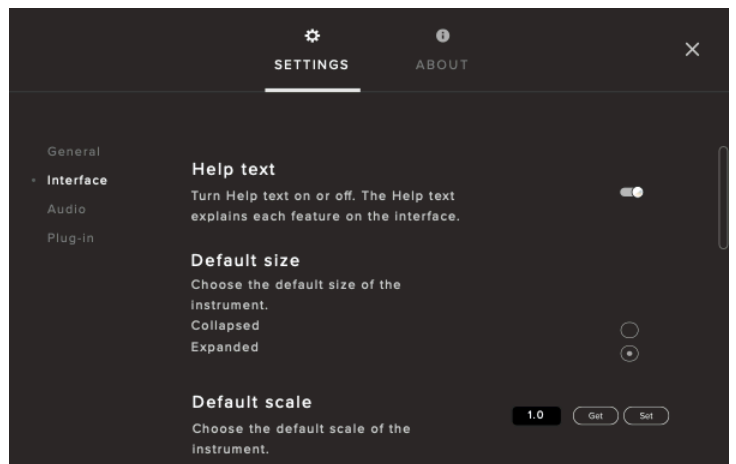 SETTINGS
ABOUT
General
Interface
Audio
Plug-in
Help text
Turn Help text on or off. The Help text
explains each feature on the interface.
Default size
Choose the default size of the
instrument.
Collapsed
Expanded
Default scale
1.0
Get
Set
Choose the default scale of the
instrument.